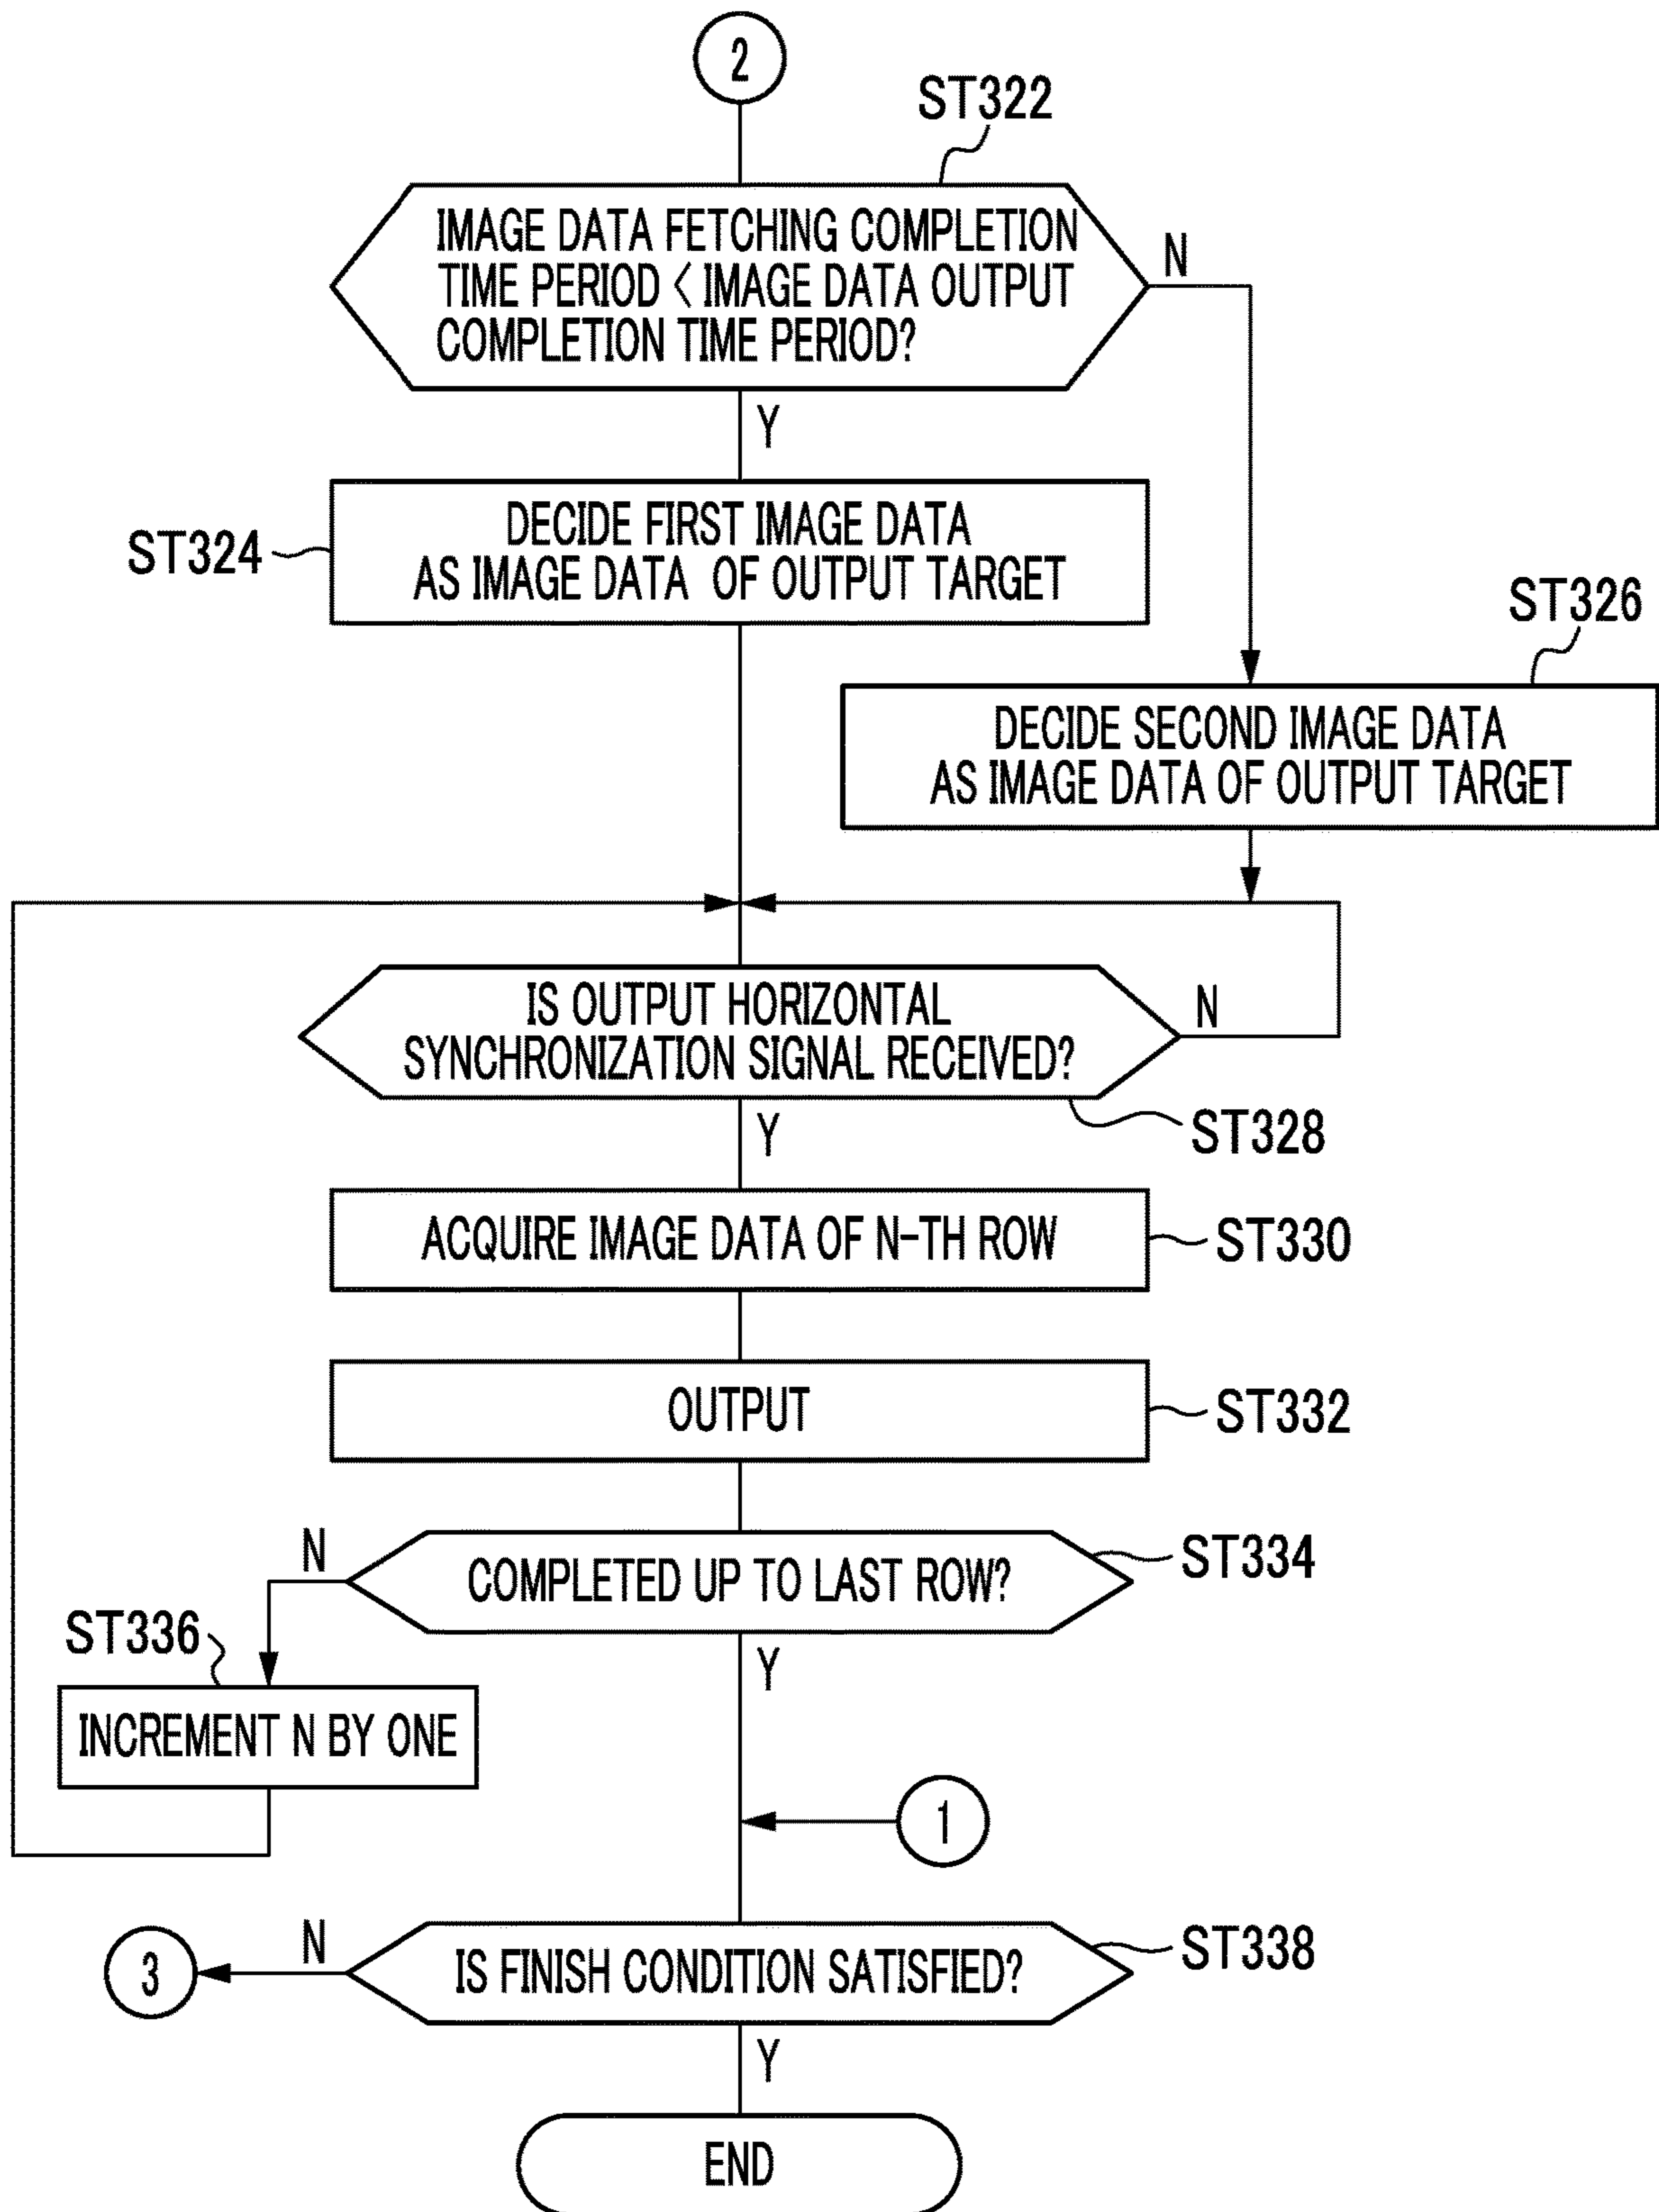 2
ST322
IMAGE DATA FETCHING COMPLETION
TIME PERIOD < IMAGE DATA OUTPUT
COMPLETION TIME PERIOD?
N
Y
DECIDE FIRST IMAGE DATA
AS IMAGE DATA OF OUTPUT TARGET
ST324
ST326
DECIDE SECOND IMAGE DATA
AS IMAGE DATA OF OUTPUT TARGET
IS OUTPUT HORIZONTAL
SYNCHRONIZATION SIGNAL RECEIVED?
N
ST328
Y
ACQUIRE IMAGE DATA OF N-TH ROW
ST330
OUTPUT
ST332
N
COMPLETED UP TO LAST ROW?
ST334
ST336
Y
INCREMENT N BY ONE
1
3
N
IS FINISH CONDITION SATISFIED?
ST338
Y
END